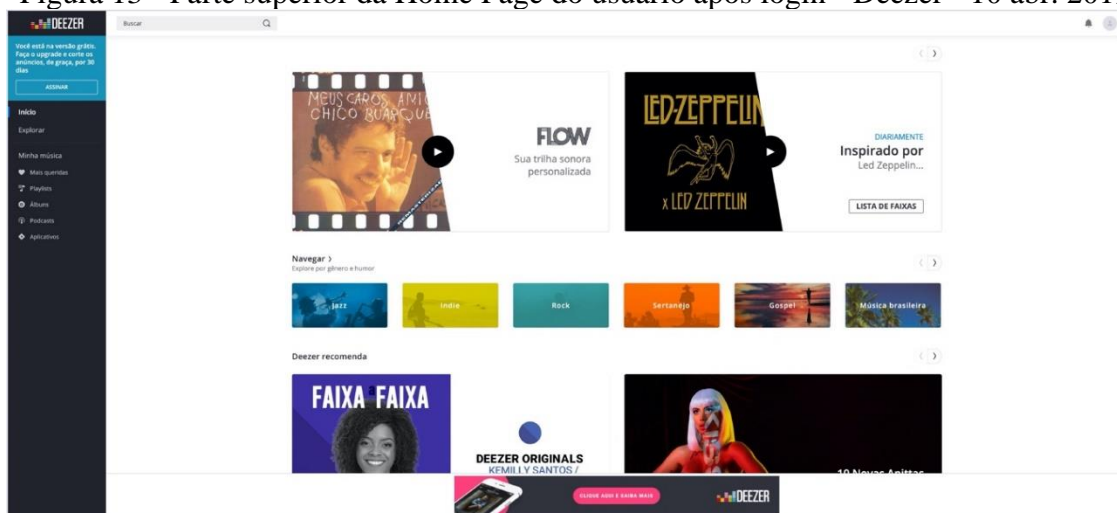 Figura 13 - Parte superior da Home Page do usuário após login - Deezer - 10 abr. 201
DEEZER
Buscar
Você está na versão grátis.
Faça o upgrade e corte os
anúncios, de graça, por 30
dias
ASSINAR
Início
Explorar
Minha música
Mais queridas
Playlists
Álbuns
Podcasts
Aplicativos
MEUS CAROS AMI
CHICO BUARQUE
REMASTERIZADO
FLOW
Sua trilha sonora
personalizada
LED-ZEPPELIN
x LED ZEPPELIN
DIARIAMENTE
Inspirado por
Led Zeppelin...
LISTA DE FAIXAS
Navegar >
Explore por gênero e humor
Jazz
Indie
Rock
Sertanejo
Gospel
Música brasileira
Deezer recomenda
FAIXA a FAIXA
DEEZER ORIGINALS
KEMILLY SANTOS /
10 Novas Anittas
CLIQUE AQUI E SAIBA MAIS
DEEZER